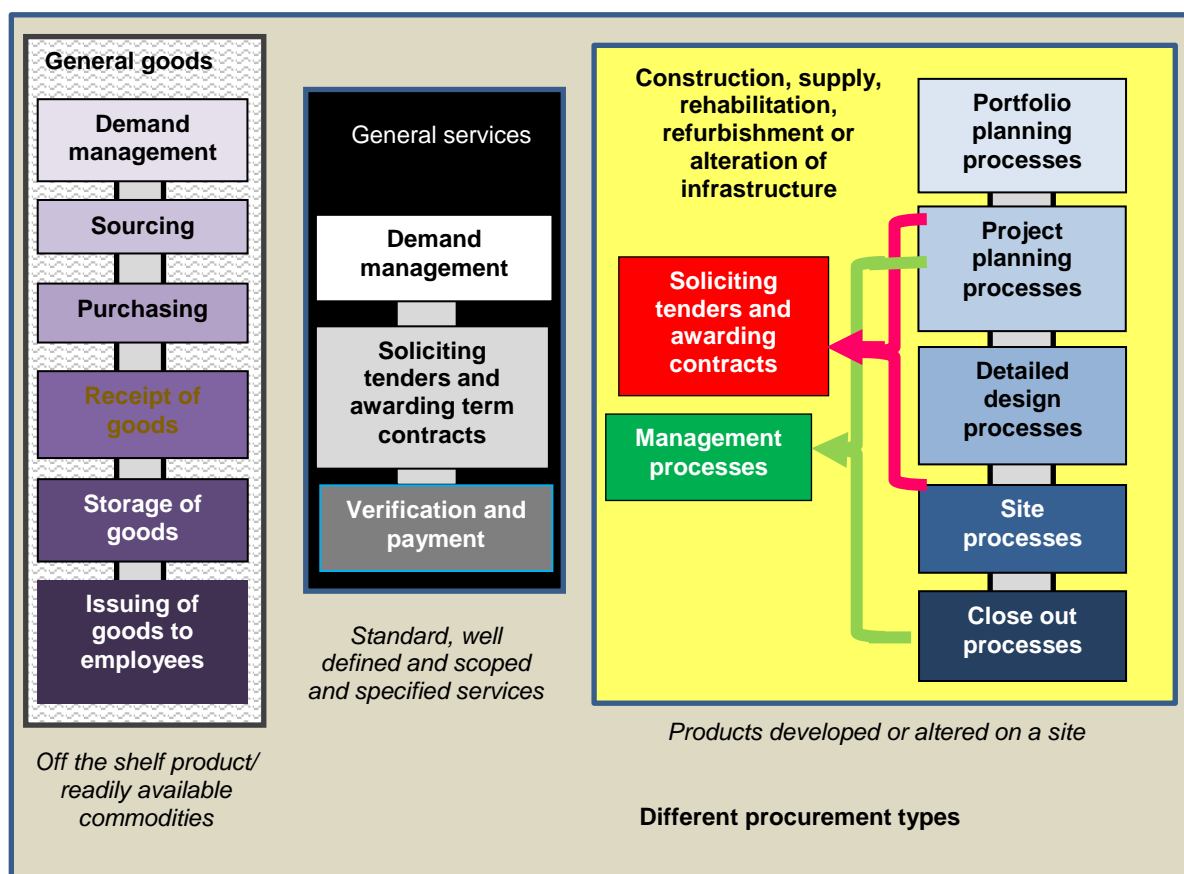 General goods
Demand
management
Sourcing
Purchasing
Receipt of
goods
Storage of
goods
Issuing of
goods to
employees
Off the shelf product/
readily available
commodities
General services
Demand
management
Soliciting
tenders and
awarding term
contracts
Verification and
payment
Standard, well
defined and scoped
and specified services
Construction, supply,
rehabilitation,
refurbishment or
alteration of
infrastructure
Soliciting
tenders and
awarding
contracts
Management
processes
Portfolio
planning
processes
Project
planning
processes
Detailed
design
processes
Site
processes
Close out
processes
Products developed or altered on a site
Different procurement types